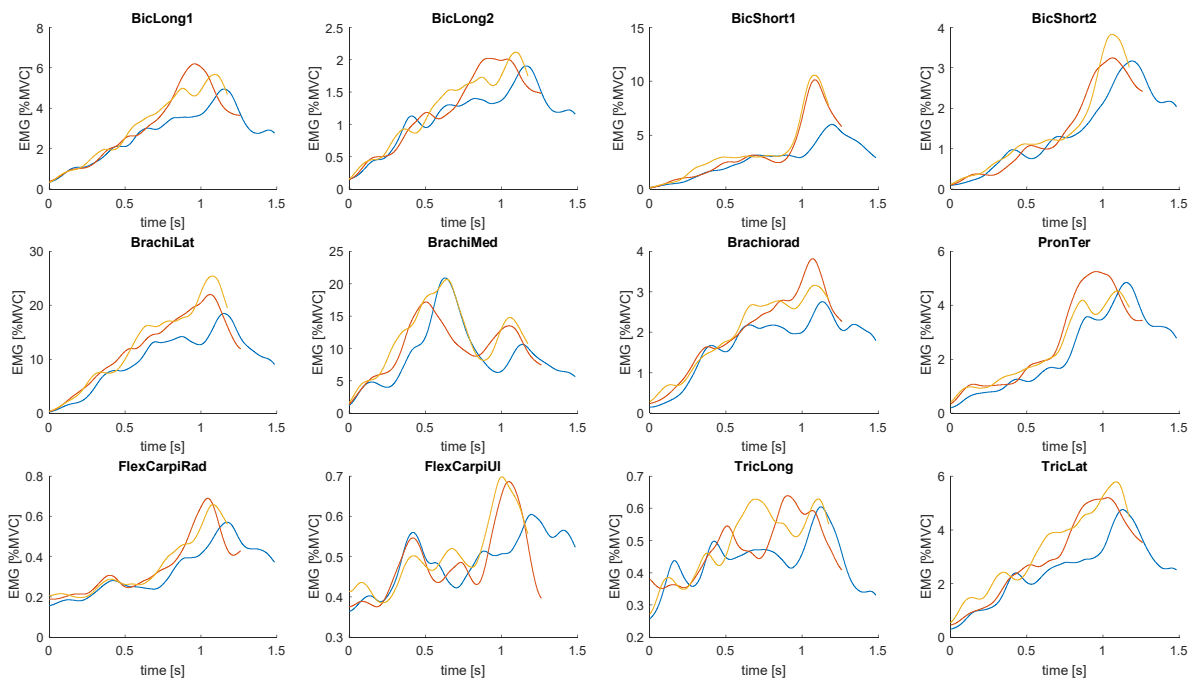 BicLong1
BicLong2
BicShort1
BicShort2
EMG [%MVC]
8
6
4
2
0
0
0.5
1
1.5
time [s]
EMG [%MVC]
2.5
2
1.5
1
0.5
0
0
0.5
1
1.5
time [s]
EMG [%MVC]
15
10
5
0
0
0.5
1
1.5
time [s]
EMG [%MVC]
4
3
2
1
0
0
0.5
1
1.5
time [s]
BrachiLat
BrachiMed
Brachiorad
PronTer
EMG [%MVC]
30
20
10
0
0
0.5
1
1.5
time [s]
EMG [%MVC]
25
20
15
10
5
0
0
0.5
1
1.5
time [s]
EMG [%MVC]
4
3
2
1
0
0
0.5
1
1.5
time [s]
EMG [%MVC]
6
4
2
0
0
0.5
1
1.5
time [s]
FlexCarpiRad
FlexCarpiUl
TricLong
TricLat
EMG [%MVC]
0.8
0.6
0.4
0.2
0
0
0.5
1
1.5
time [s]
EMG [%MVC]
0.7
0.6
0.5
0.4
0.3
0
0.5
1
1.5
time [s]
EMG [%MVC]
0.7
0.6
0.5
0.4
0.3
0.2
0
0.5
1
1.5
time [s]
EMG [%MVC]
6
4
2
0
0
0.5
1
1.5
time [s]